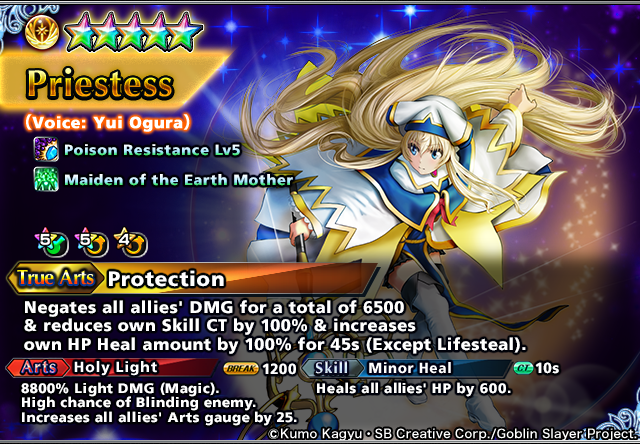 Priestess
(Voice: Yui Ogura)
Poison Resistance Lv5
Maiden of the Earth Mother
5 5 4
True Arts Protection
Negates all allies' DMG for a total of 6500
& reduces own Skill CT by 100% & increases
own HP Heal amount by 100% for 45s (Except Lifesteal).
Arts Holy Light BREAK 1200 Skill Minor Heal CT 10s
8800% Light DMG (Magic). Heals all allies' HP by 600.
High chance of Blinding enemy.
Increases all allies' Arts gauge by 25.
©Kumo Kagyu・SB Creative Corp./Goblin Slayer Project.